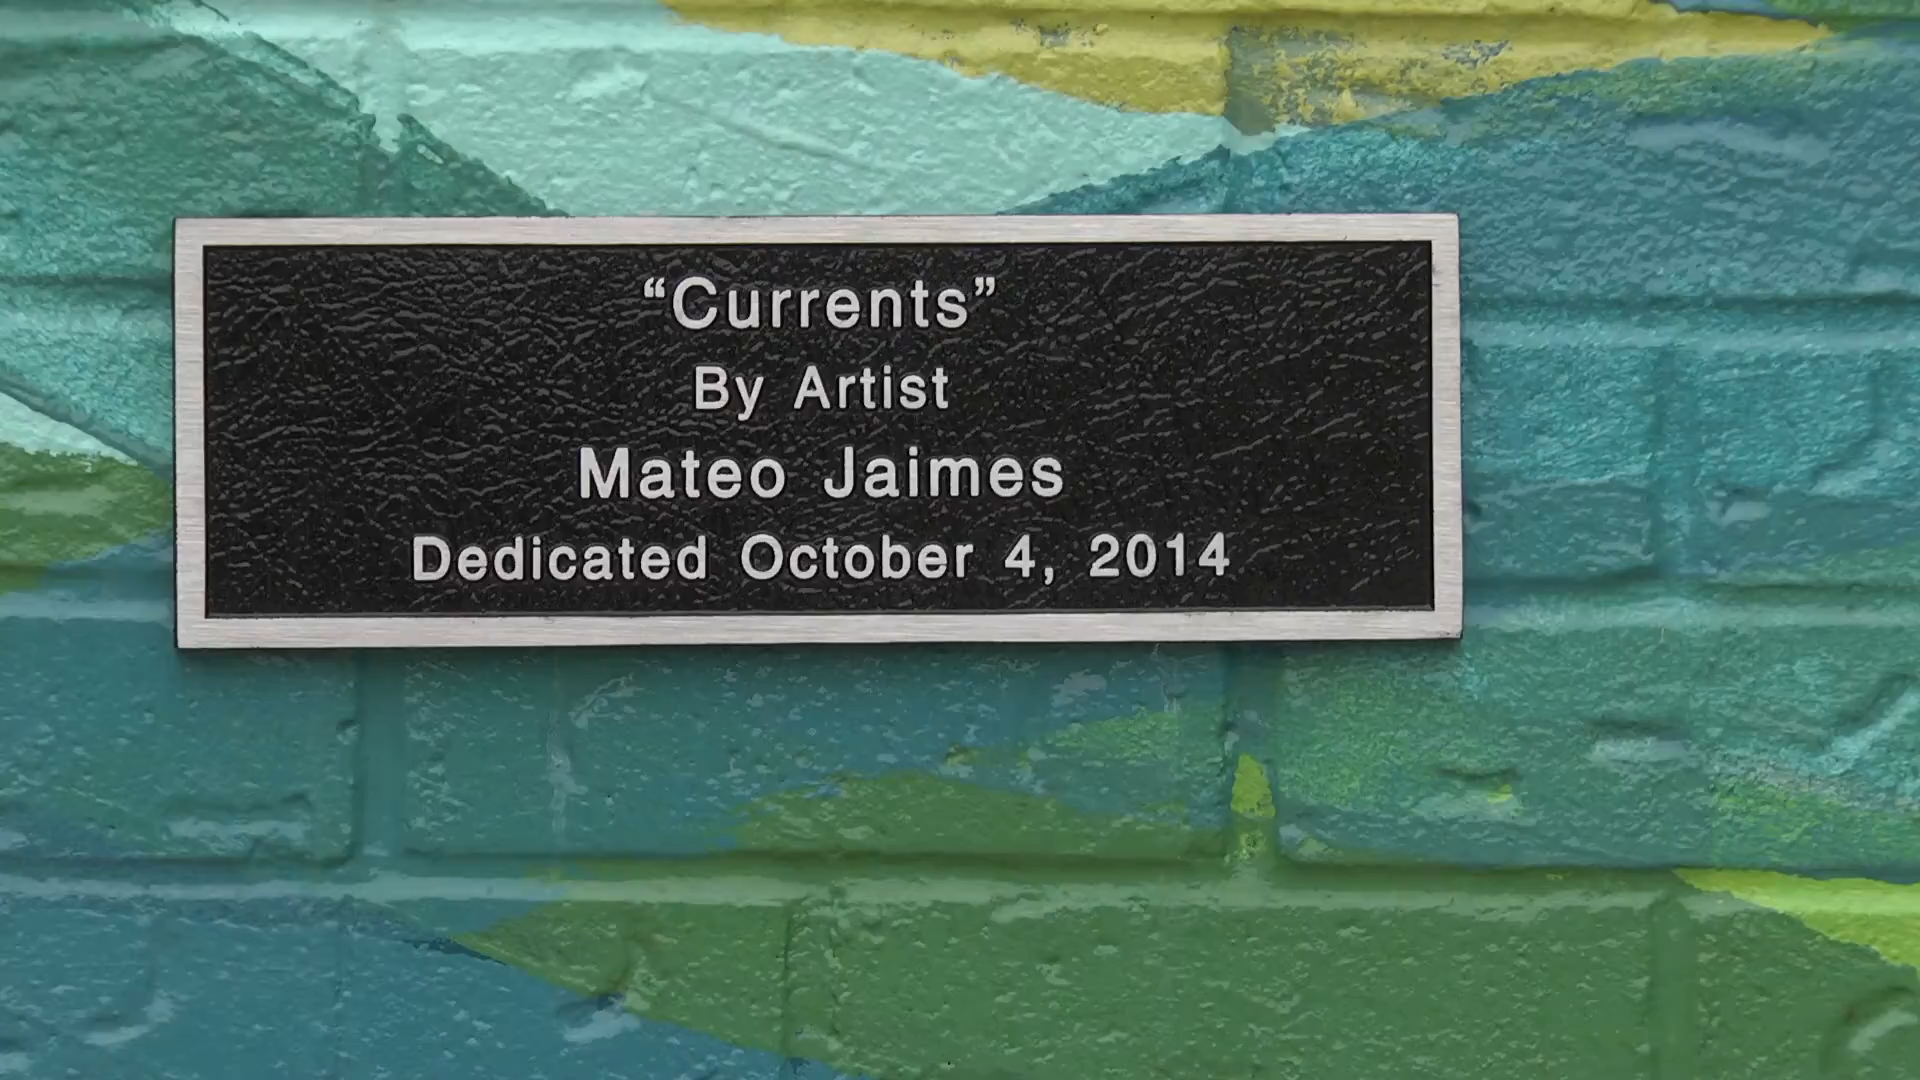 “Currents”
By Artist
Mateo Jaimes
Dedicated October 4, 2014